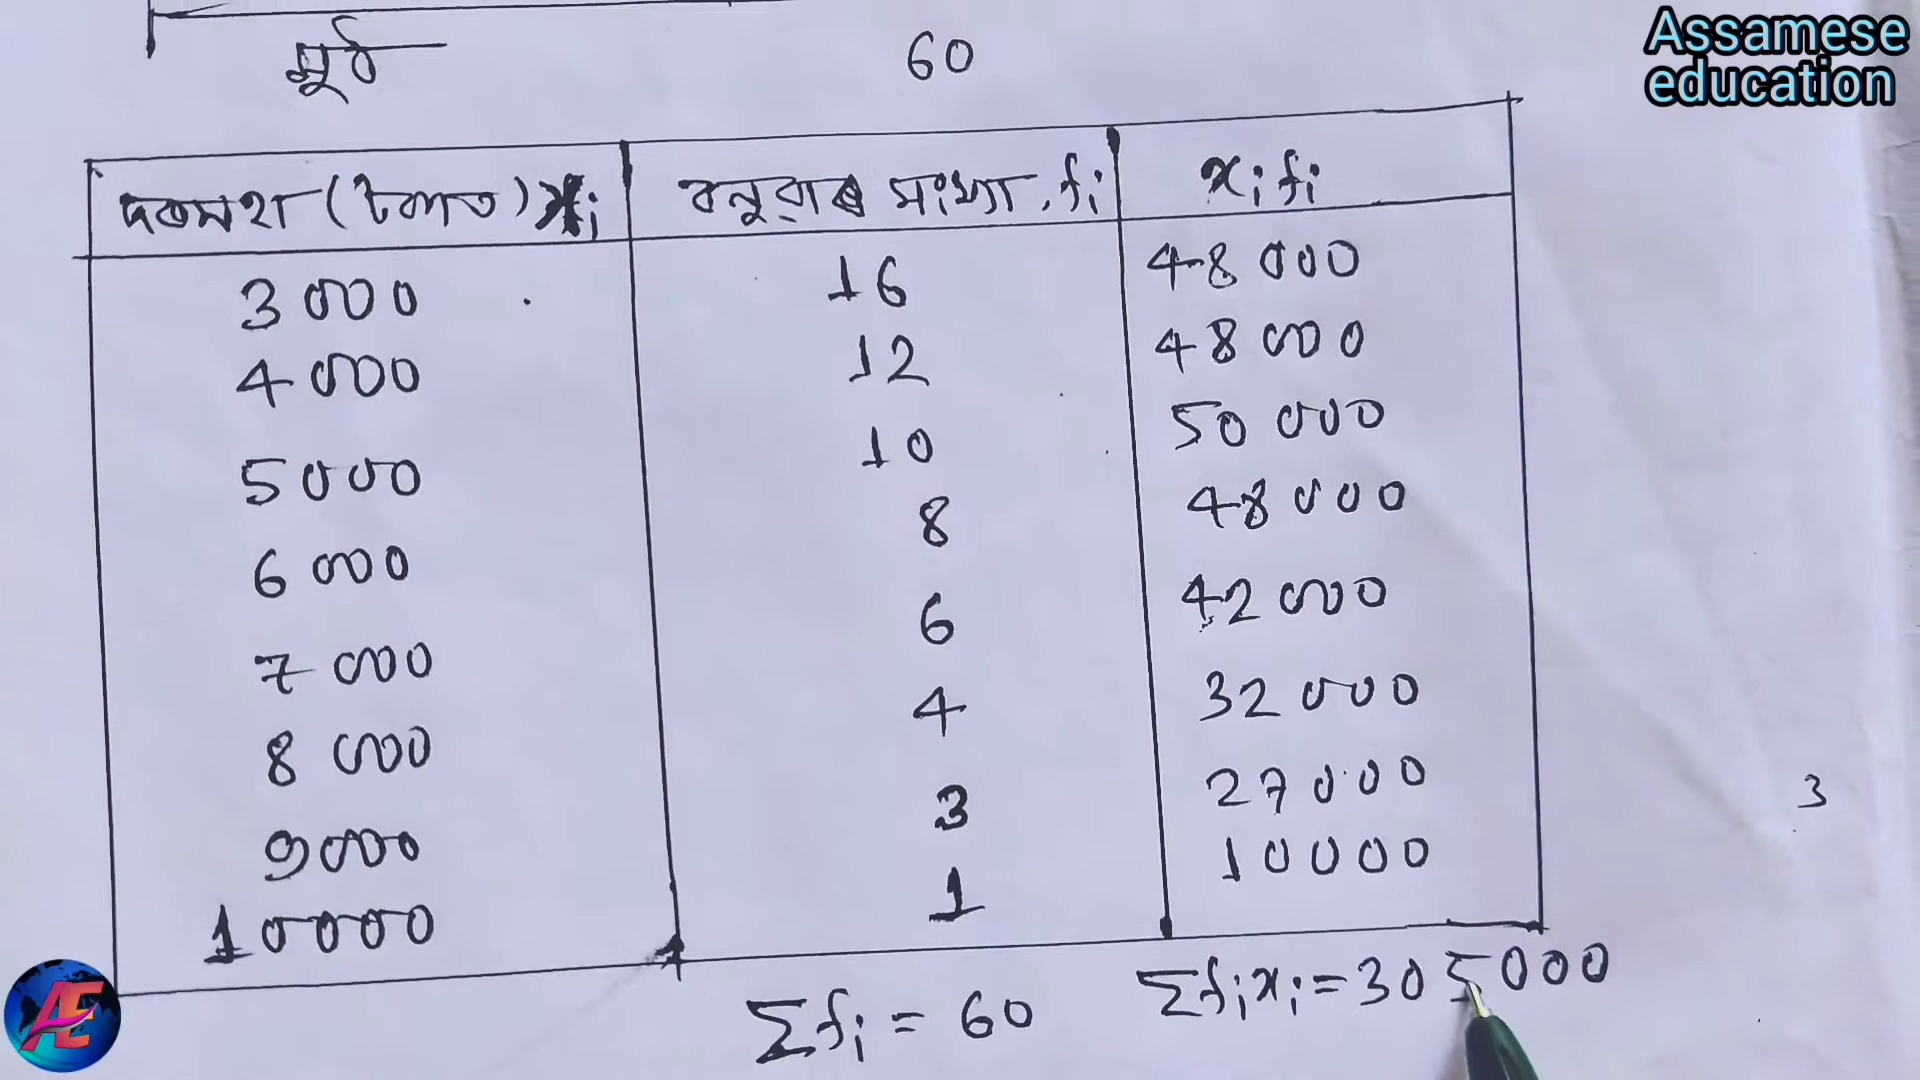 Assamese
education
মুঠ 60
দৰমহা (টকাত) xi বনুৱাৰ সংখ্যা, fi xifi
3000 16 48000
4000 12 48000
5000 10 50000
6000 8 48000
7000 6 42000
8000 4 32000
9000 3 27000
10000 1 10000
Σfi = 60 Σfixi = 305000
3
AE